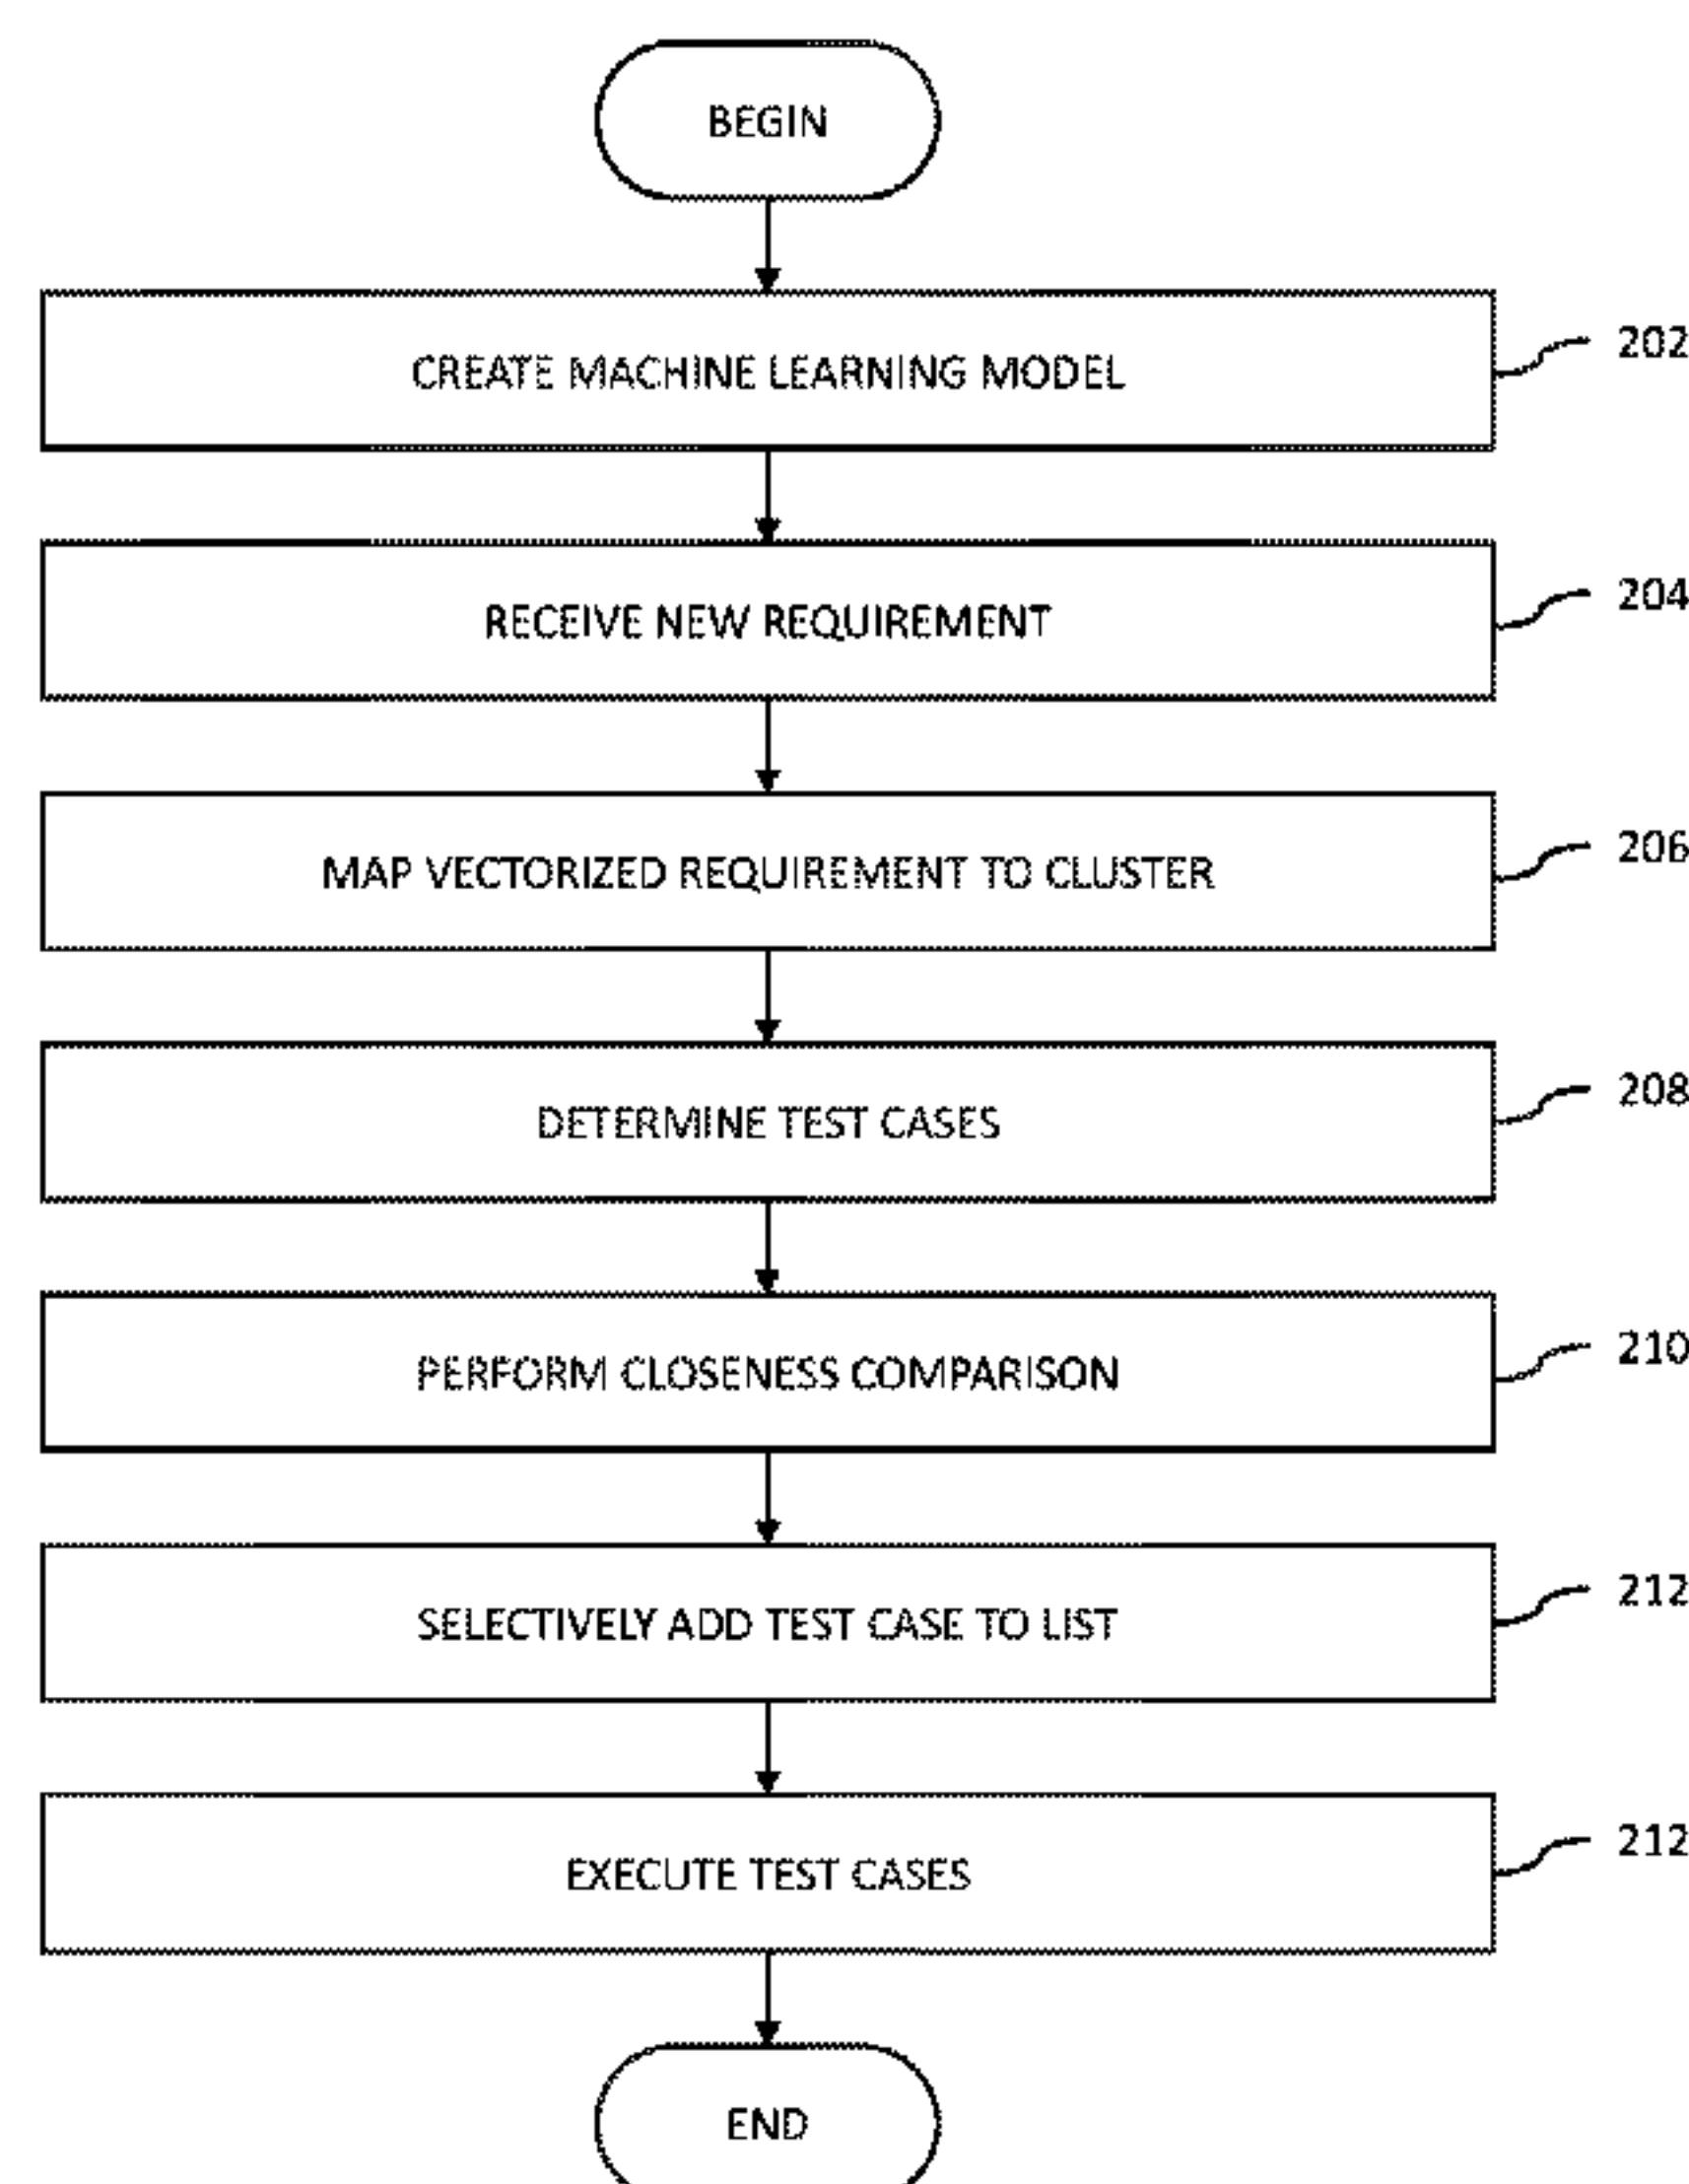 BEGIN
CREATE MACHINE LEARNING MODEL
202
RECEIVE NEW REQUIREMENT
204
MAP VECTORIZED REQUIREMENT TO CLUSTER
206
DETERMINE TEST CASES
208
PERFORM CLOSENESS COMPARISON
210
SELECTIVELY ADD TEST CASE TO LIST
212
EXECUTE TEST CASES
212
END